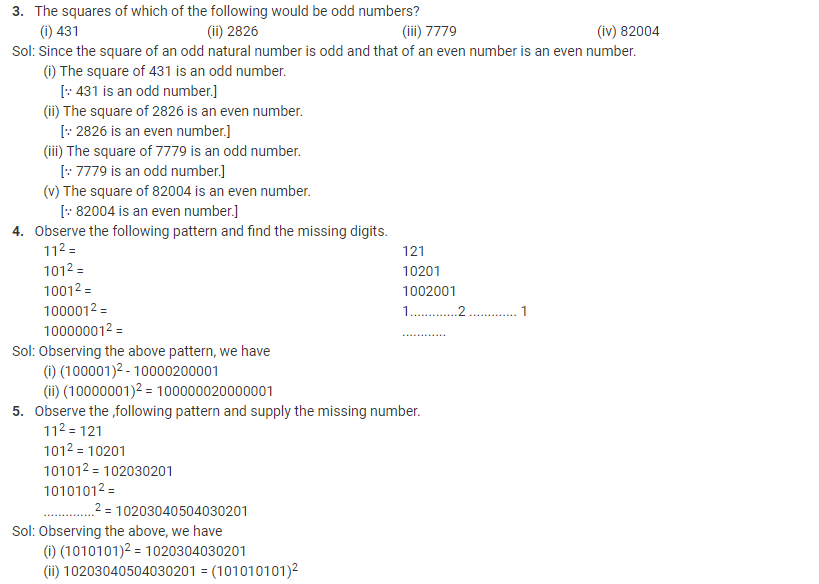 3. The squares of which of the following would be odd numbers?
(i) 431 (ii) 2826 (iii) 7779 (iv) 82004
Sol: Since the square of an odd natural number is odd and that of an even number is an even number.
(i) The square of 431 is an odd number.
[∵ 431 is an odd number.]
(ii) The square of 2826 is an even number.
[∵ 2826 is an even number.]
(iii) The square of 7779 is an odd number.
[∵ 7779 is an odd number.]
(v) The square of 82004 is an even number.
[∵ 82004 is an even number.]
4. Observe the following pattern and find the missing digits.
11² = 121
101² = 10201
1001² = 1002001
100001² = 1.............2 ............. 1
10000001² = ............
Sol: Observing the above pattern, we have
(i) (100001)² - 10000200001
(ii) (10000001)² = 100000020000001
5. Observe the ,following pattern and supply the missing number.
11² = 121
101² = 10201
10101² = 102030201
1010101² =
..............² = 10203040504030201
Sol: Observing the above, we have
(i) (1010101)² = 1020304030201
(ii) 10203040504030201 = (101010101)²